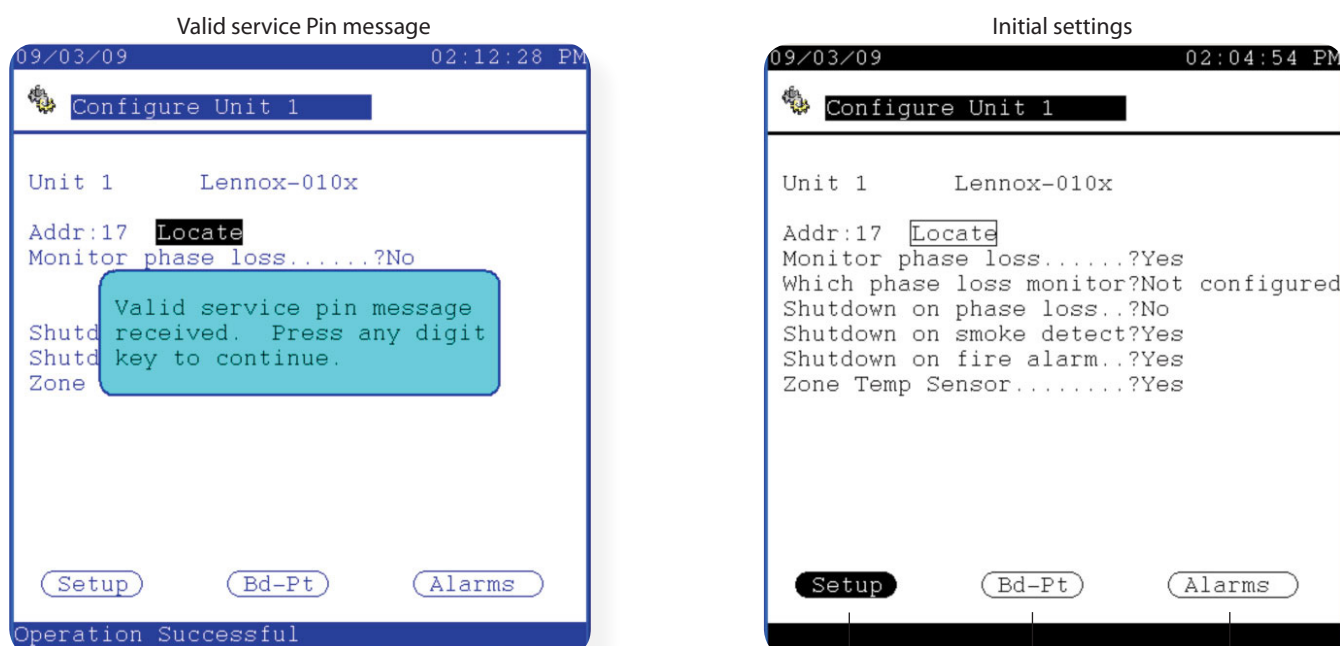 Valid service Pin message
09/03/09 02:12:28 PM
Configure Unit 1
Unit 1 Lennox-010x
Addr:17 Locate
Monitor phase loss......?No
Valid service pin message
Shutd received. Press any digit
Shutd key to continue.
Zone
Setup Bd-Pt Alarms
Operation Successful
Initial settings
09/03/09 02:04:54 PM
Configure Unit 1
Unit 1 Lennox-010x
Addr:17 Locate
Monitor phase loss......?Yes
Which phase loss monitor?Not configured
Shutdown on phase loss..?No
Shutdown on smoke detect?Yes
Shutdown on fire alarm..?Yes
Zone Temp Sensor........?Yes
Setup Bd-Pt Alarms